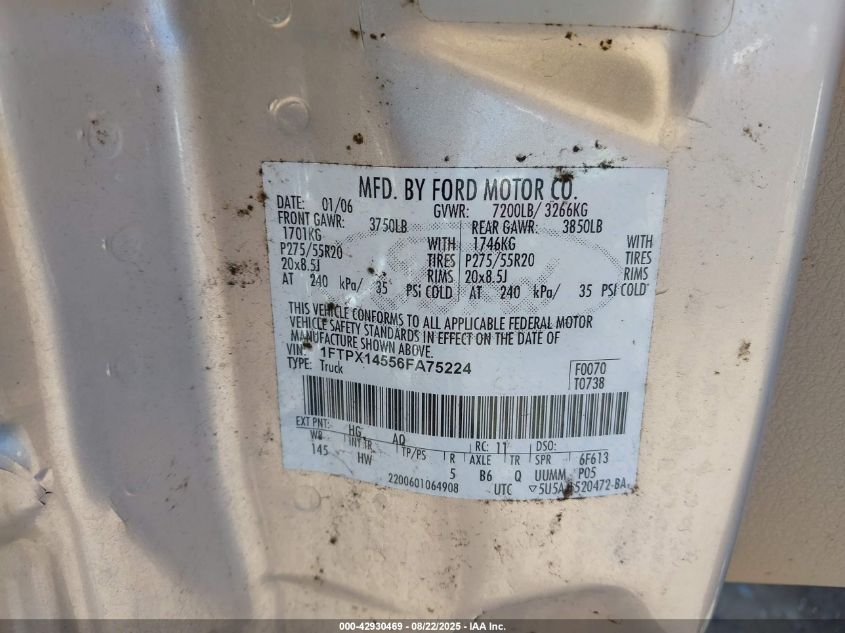 MFD. BY FORD MOTOR CO.
DATE: 01/06 GVWR: 7200LB/ 3266KG
FRONT GAWR: 3750LB REAR GAWR: 3850LB
1701KG WITH 1746KG WITH
P275/55R20 TIRES P275/55R20 TIRES
20x8.5J RIMS 20x8.5J RIMS
AT 240 kPa/ 35 PSI COLD AT 240 kPa/ 35 PSI COLD
THIS VEHICLE CONFORMS TO ALL APPLICABLE FEDERAL MOTOR
VEHICLE SAFETY STANDARDS IN EFFECT ON THE DATE OF
MANUFACTURE SHOWN ABOVE.
VIN: 1FTPX14556FA75224
TYPE: Truck
F0070
T0738
EXT PNT: HG AQ RC: 11 DSO:
WB INT TR TP/PS R AXLE TR SPR 6F613
145 HW 5 B6 Q UUMM P05
2200601064908 UTC ▽5U5A 520472-BA
000-42930469 - 08/22/2025 - IAA Inc.